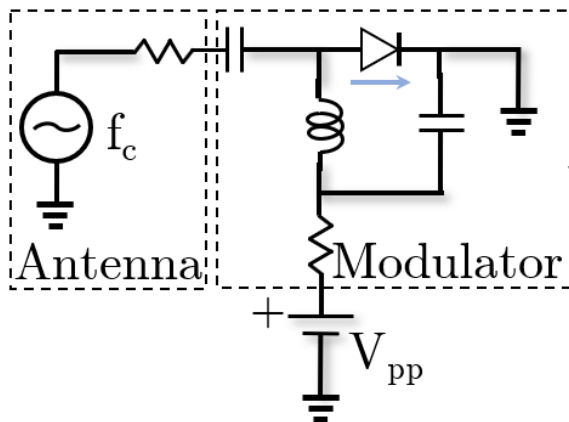 f_c
Antenna
Modulator
+
V_pp